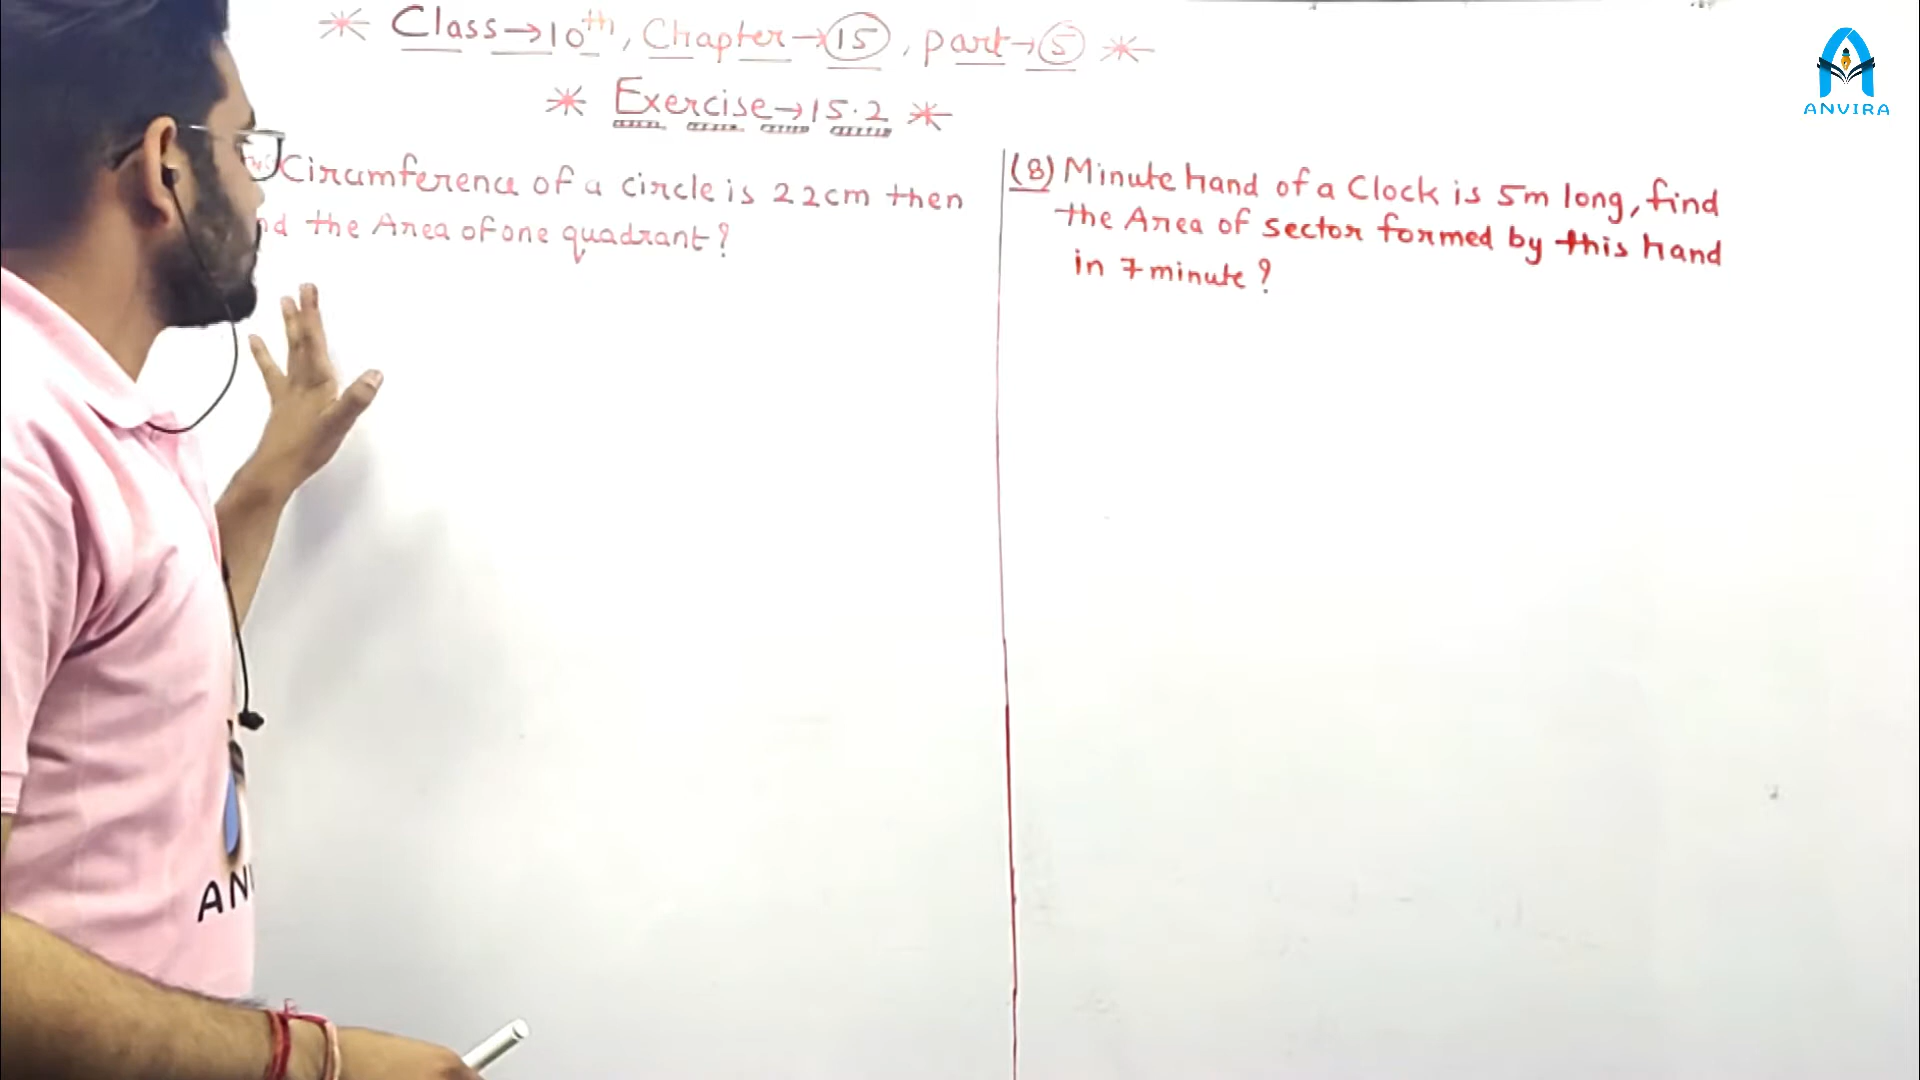 Class→10th, Chapter→15, part→5
Exercise→15.2
Circumference of a circle is 22cm then
the Area of one quadrant?
(8) Minute hand of a Clock is 5m long, find
the Area of sector formed by this hand
in 7 minute?
ANVIRA